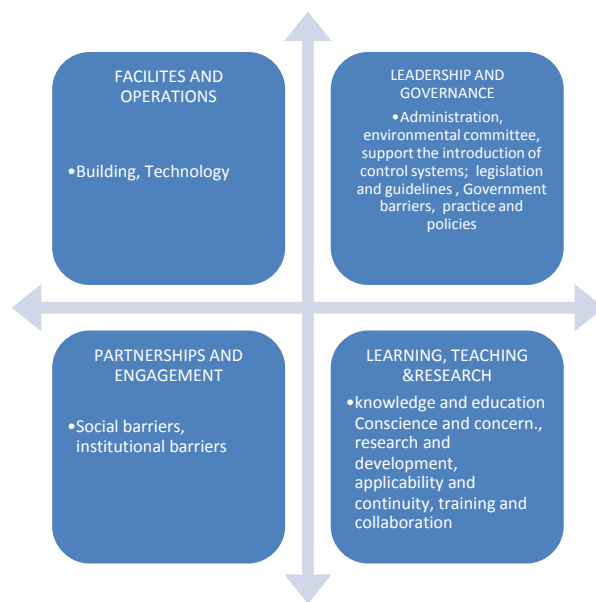 FACILITES AND
OPERATIONS
•Building, Technology
LEADERSHIP AND
GOVERNANCE
•Administration,
environmental committee,
support the introduction of
control systems; legislation
and guidelines , Government
barriers, practice and
policies
PARTNERSHIPS AND
ENGAGEMENT
•Social barriers,
institutional barriers
LEARNING, TEACHING
&RESEARCH
•knowledge and education
Conscience and concern.,
research and
development,
applicability and
continuity, training and
collaboration